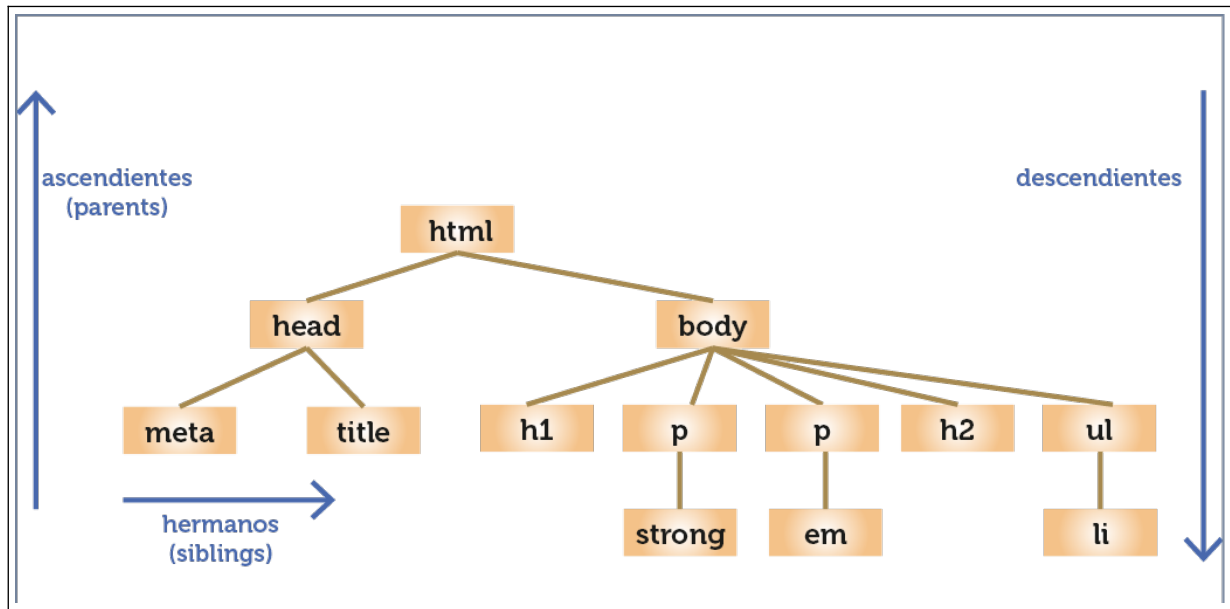 ascendientes
(parents)
descendientes
html
head
body
meta
title
h1
p
p
h2
ul
hermanos
(siblings)
strong
em
li